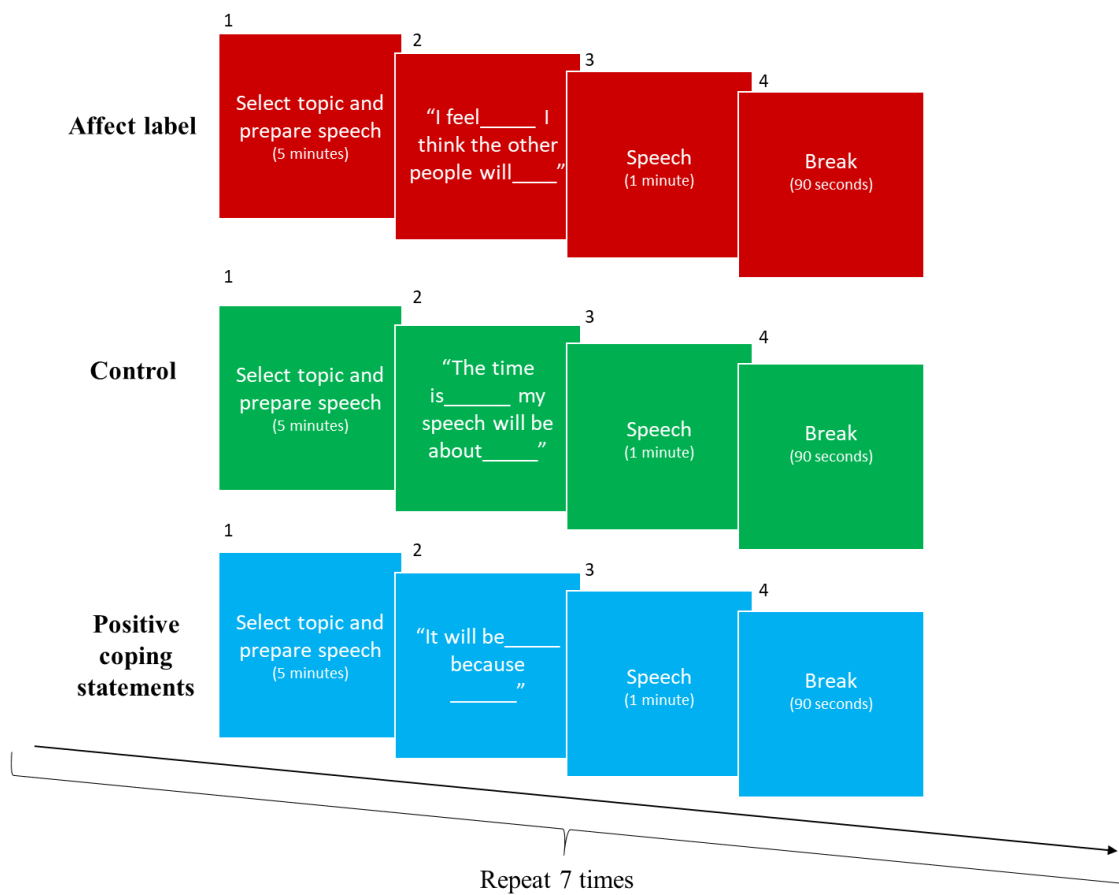 1
2
3
4
Affect label
Select topic and
prepare speech
(5 minutes)
“I feel_____ I
think the other
people will____”
Speech
(1 minute)
Break
(90 seconds)
1
2
3
4
Control
Select topic and
prepare speech
(5 minutes)
“The time
is______ my
speech will be
about_____”
Speech
(1 minute)
Break
(90 seconds)
1
2
3
4
Positive
coping
statements
Select topic and
prepare speech
(5 minutes)
“It will be_____
because
______”
Speech
(1 minute)
Break
(90 seconds)
Repeat 7 times